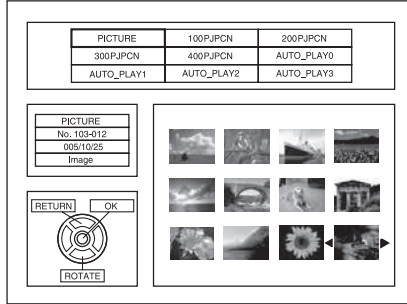 PICTURE 100PJPCN 200PJPCN
300PJPCN 400PJPCN AUTO_PLAY0
AUTO_PLAY1 AUTO_PLAY2 AUTO_PLAY3
PICTURE
No. 103-012
005/10/25
Image
RETURN OK
ROTATE